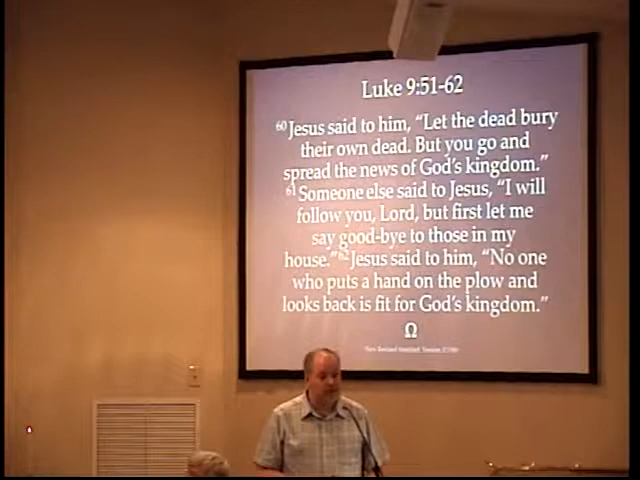 Luke 9:51-62
60 Jesus said to him, “Let the dead bury
their own dead. But you go and
spread the news of God’s kingdom.”
61 Someone else said to Jesus, “I will
follow you, Lord, but first let me
say good-bye to those in my
house.” 62 Jesus said to him, “No one
who puts a hand on the plow and
looks back is fit for God’s kingdom.”
Ω